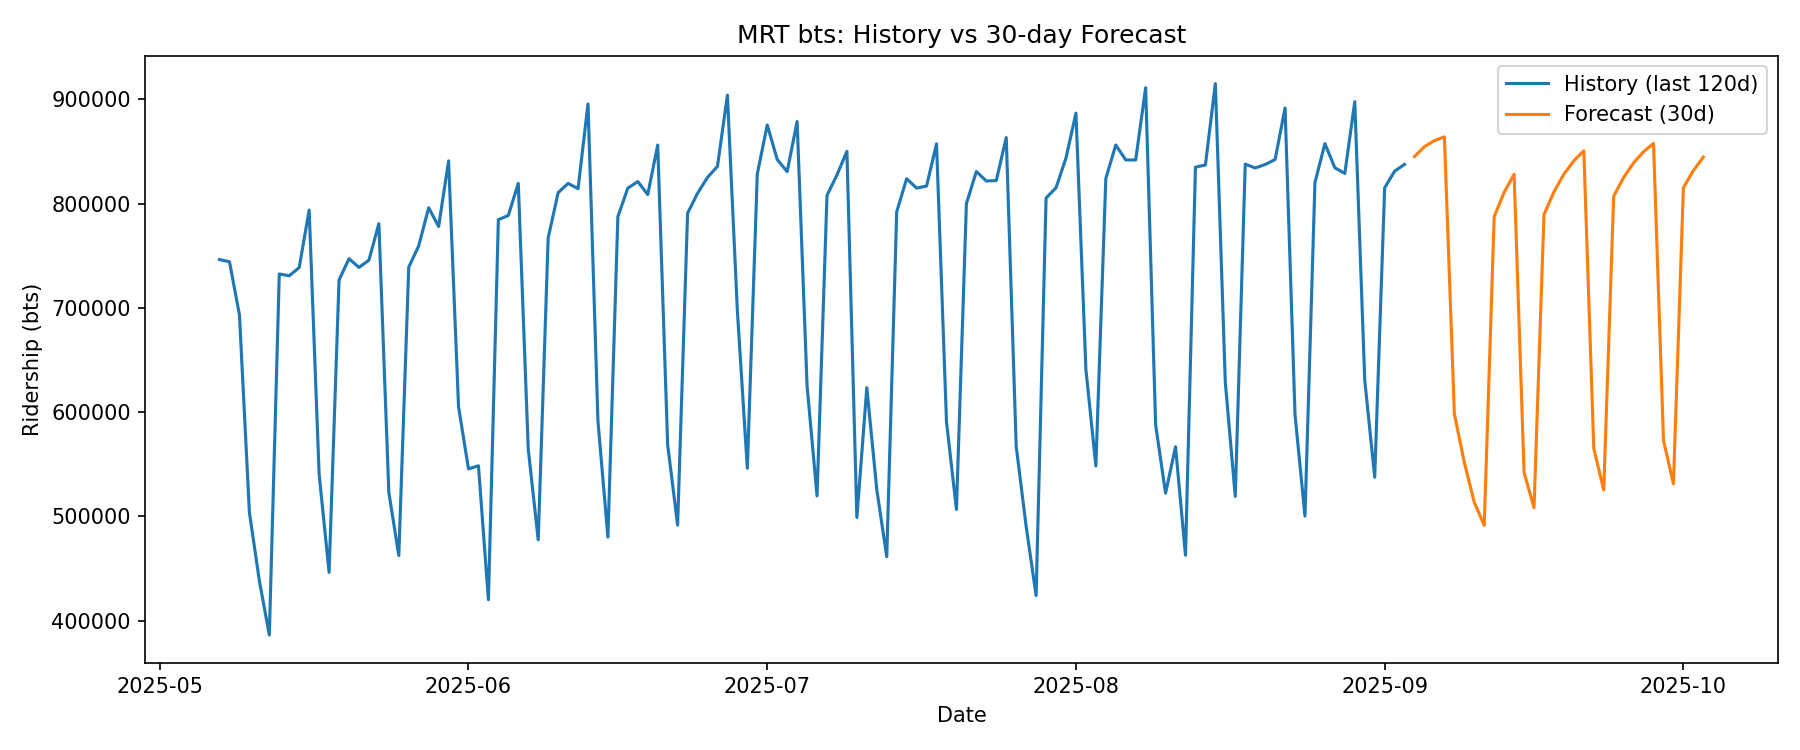 MRT bts: History vs 30-day Forecast
History (last 120d)
Forecast (30d)
Ridership (bts)
900000
800000
700000
600000
500000
400000
2025-05
2025-06
2025-07
2025-08
2025-09
2025-10
Date